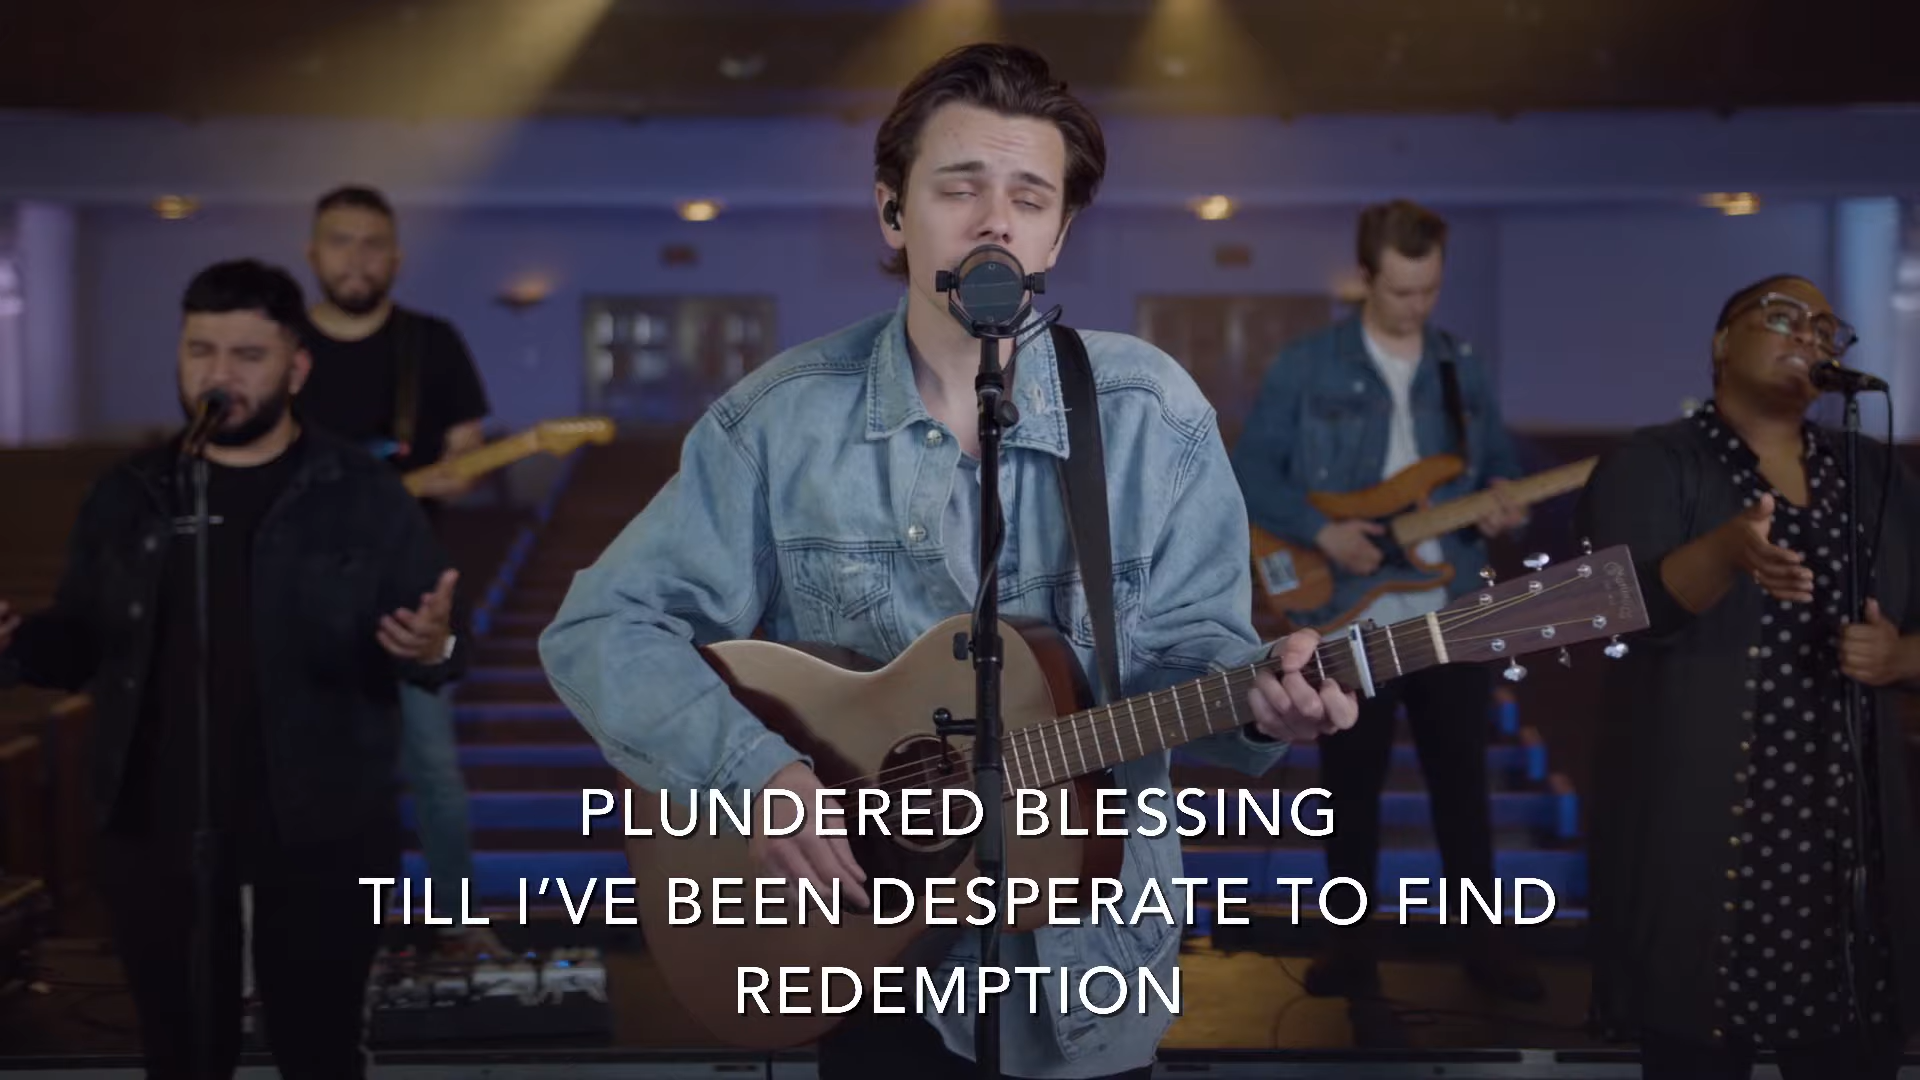 PLUNDERED BLESSING
TILL I’VE BEEN DESPERATE TO FIND
REDEMPTION